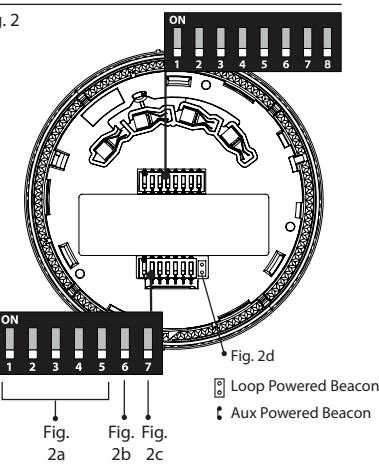 g. 2
ON
1 2 3 4 5 6 7 8
ON
1 2 3 4 5 6 7
Fig. 2d
Loop Powered Beacon
Aux Powered Beacon
Fig. Fig. Fig.
2a 2b 2c